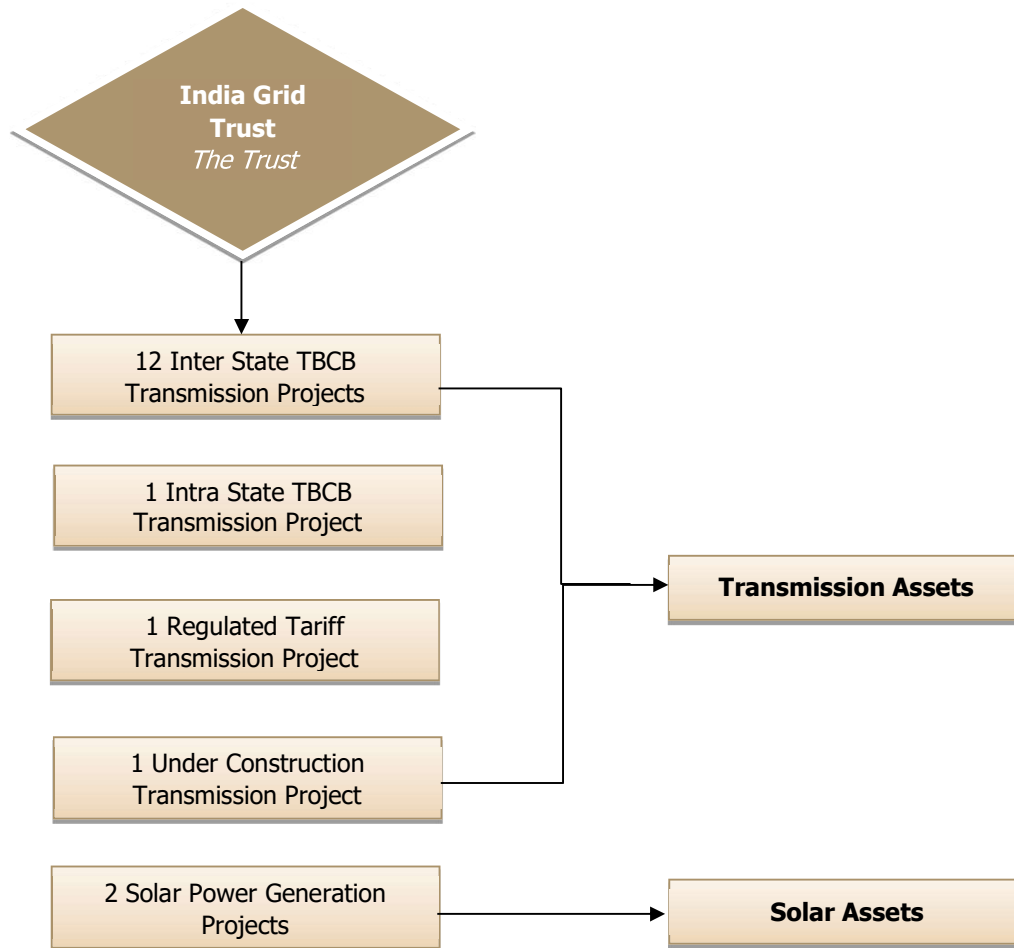 India Grid
Trust
The Trust
12 Inter State TBCB
Transmission Projects
1 Intra State TBCB
Transmission Project
1 Regulated Tariff
Transmission Project
1 Under Construction
Transmission Project
2 Solar Power Generation
Projects
Transmission Assets
Solar Assets